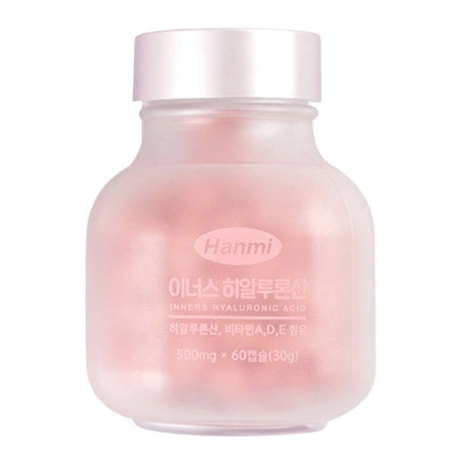 Hanmi
이너스 히알루론산
INNERS HYALURONIC ACID
히알루론산, 비타민A,D,E 함유
500mg × 60캡슐(30g)